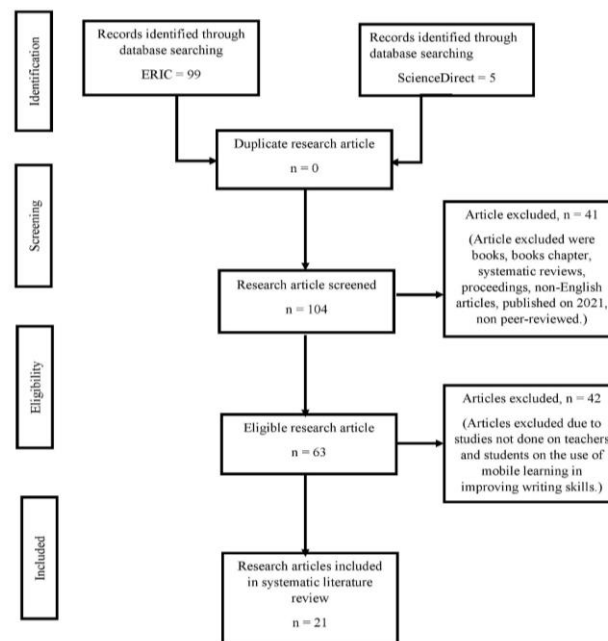 Identification
Records identified through
database searching
ERIC = 99
Records identified through
database searching
ScienceDirect = 5
Duplicate research article
n = 0
Screening
Article excluded, n = 41
(Article excluded were
books, books chapter,
systematic reviews,
proceedings, non-English
articles, published on 2021,
non peer-reviewed.)
Research article screened
n = 104
Eligibility
Articles excluded, n = 42
(Articles excluded due to
studies not done on teachers
and students on the use of
mobile learning in
improving writing skills.)
Eligible research article
n = 63
Included
Research articles included
in systematic literature
review
n = 21